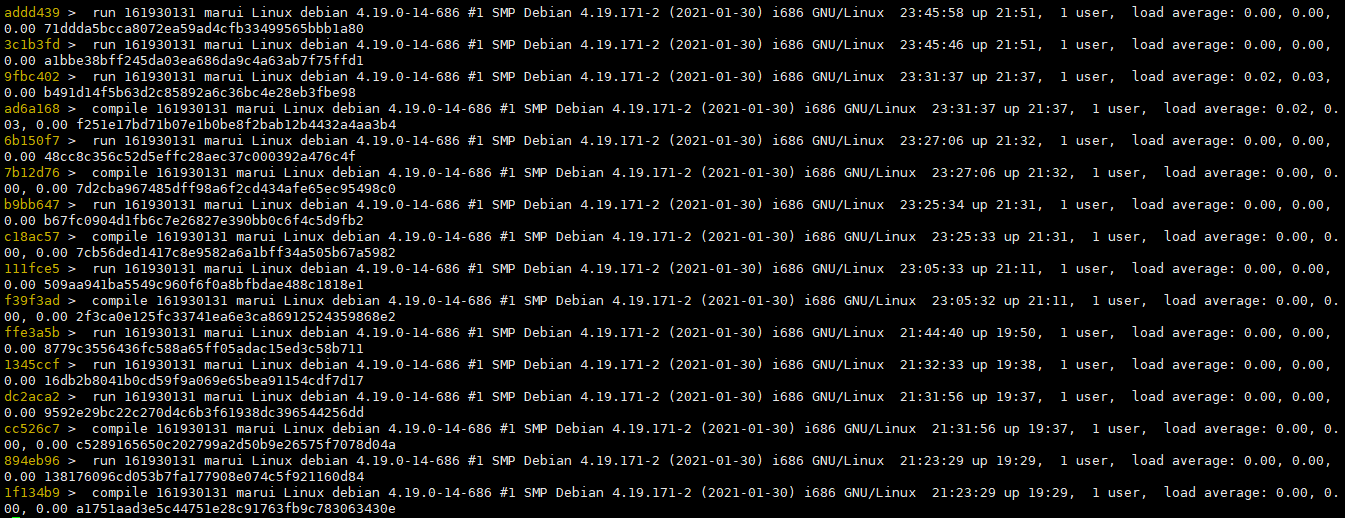 addd439 >  run 161930131 marui Linux debian 4.19.0-14-686 #1 SMP Debian 4.19.171-2 (2021-01-30) i686 GNU/Linux  23:45:58 up 21:51,  1 user,  load average: 0.00, 0.00,
0.00 71ddda5bcca8072ea59ad4cfb33499565bbb1a80
3c1b3fd >  run 161930131 marui Linux debian 4.19.0-14-686 #1 SMP Debian 4.19.171-2 (2021-01-30) i686 GNU/Linux  23:45:46 up 21:51,  1 user,  load average: 0.00, 0.00,
0.00 a1bbe38bff245da03ea686da9c4a63ab7f75ffd1
9fbc402 >  run 161930131 marui Linux debian 4.19.0-14-686 #1 SMP Debian 4.19.171-2 (2021-01-30) i686 GNU/Linux  23:31:37 up 21:37,  1 user,  load average: 0.02, 0.03,
0.00 b491d14f5b63d2c85892a6c36bc4e28eb3fbe98
ad6a168 >  compile 161930131 marui Linux debian 4.19.0-14-686 #1 SMP Debian 4.19.171-2 (2021-01-30) i686 GNU/Linux  23:31:37 up 21:37,  1 user,  load average: 0.02, 0.
03, 0.00 f251e17bd71b07e1b0be8f2bab12b4432a4aa3b4
6b150f7 >  run 161930131 marui Linux debian 4.19.0-14-686 #1 SMP Debian 4.19.171-2 (2021-01-30) i686 GNU/Linux  23:27:06 up 21:32,  1 user,  load average: 0.00, 0.00,
0.00 48cc8c356c52d5effc28aec37c000392a476c4f
7b12d76 >  compile 161930131 marui Linux debian 4.19.0-14-686 #1 SMP Debian 4.19.171-2 (2021-01-30) i686 GNU/Linux  23:27:06 up 21:32,  1 user,  load average: 0.00, 0.
00, 0.00 7d2cba967485dff98a6f2cd434afe65ec95498c0
b9bb647 >  run 161930131 marui Linux debian 4.19.0-14-686 #1 SMP Debian 4.19.171-2 (2021-01-30) i686 GNU/Linux  23:25:34 up 21:31,  1 user,  load average: 0.00, 0.00,
0.00 b67fc0904d1fb6c7e26827e390bb0c6f4c5d9fb2
c18ac57 >  compile 161930131 marui Linux debian 4.19.0-14-686 #1 SMP Debian 4.19.171-2 (2021-01-30) i686 GNU/Linux  23:25:33 up 21:31,  1 user,  load average: 0.00, 0.
00, 0.00 7cb56ded1417c8e9582a6a1bff34a505b67a5982
111fce5 >  run 161930131 marui Linux debian 4.19.0-14-686 #1 SMP Debian 4.19.171-2 (2021-01-30) i686 GNU/Linux  23:05:33 up 21:11,  1 user,  load average: 0.00, 0.00,
0.00 509aa941ba5549c960f6f0a8bfbdae488c1818e1
f39f3ad >  compile 161930131 marui Linux debian 4.19.0-14-686 #1 SMP Debian 4.19.171-2 (2021-01-30) i686 GNU/Linux  23:05:32 up 21:11,  1 user,  load average: 0.00, 0.
00, 0.00 2f3ca0e125fc33741ea6e3ca86912524359868e2
ffe3a5b >  run 161930131 marui Linux debian 4.19.0-14-686 #1 SMP Debian 4.19.171-2 (2021-01-30) i686 GNU/Linux  21:44:40 up 19:50,  1 user,  load average: 0.00, 0.00,
0.00 8779c3556436fc588a65ff05adac15ed3c58b711
1345ccf >  run 161930131 marui Linux debian 4.19.0-14-686 #1 SMP Debian 4.19.171-2 (2021-01-30) i686 GNU/Linux  21:32:33 up 19:38,  1 user,  load average: 0.00, 0.00,
0.00 16db2b8041b0cd59f9a069e65bea91154cdf7d17
dc2aca2 >  run 161930131 marui Linux debian 4.19.0-14-686 #1 SMP Debian 4.19.171-2 (2021-01-30) i686 GNU/Linux  21:31:56 up 19:37,  1 user,  load average: 0.00, 0.00,
0.00 9592e29bc22c270d4c6b3f61938dc396544256dd
cc526c7 >  compile 161930131 marui Linux debian 4.19.0-14-686 #1 SMP Debian 4.19.171-2 (2021-01-30) i686 GNU/Linux  21:31:56 up 19:37,  1 user,  load average: 0.00, 0.
00, 0.00 c5289165650c202799a2d50b9e26575f7078d04a
894eb96 >  run 161930131 marui Linux debian 4.19.0-14-686 #1 SMP Debian 4.19.171-2 (2021-01-30) i686 GNU/Linux  21:23:29 up 19:29,  1 user,  load average: 0.00, 0.00,
0.00 138176096cd053b7fa177908e074c5f921160d84
1f134b9 >  compile 161930131 marui Linux debian 4.19.0-14-686 #1 SMP Debian 4.19.171-2 (2021-01-30) i686 GNU/Linux  21:23:29 up 19:29,  1 user,  load average: 0.00, 0.
00, 0.00 a1751aad3e5c44751e28c91763fb9c783063430e